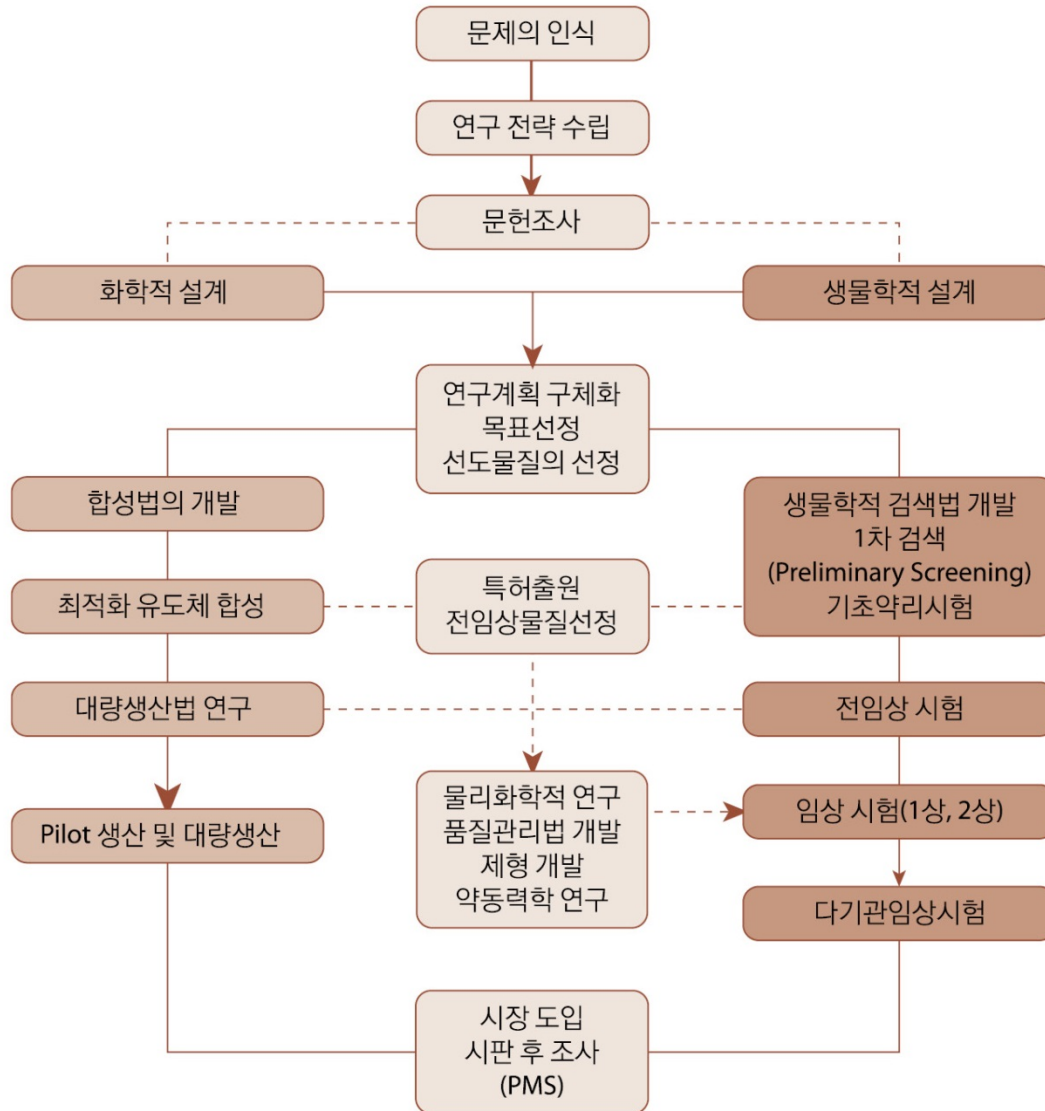 문제의 인식
연구 전략 수립
문헌조사
화학적 설계
생물학적 설계
연구계획 구체화
목표선정
선도물질의 선정
합성법의 개발
생물학적 검색법 개발
1차 검색
(Preliminary Screening)
기초약리시험
최적화 유도체 합성
특허출원
전임상물질선정
대량생산법 연구
전임상 시험
물리화학적 연구
품질관리법 개발
제형 개발
약동력학 연구
임상 시험(1상, 2상)
Pilot 생산 및 대량생산
다기관임상시험
시장 도입
시판 후 조사
(PMS)